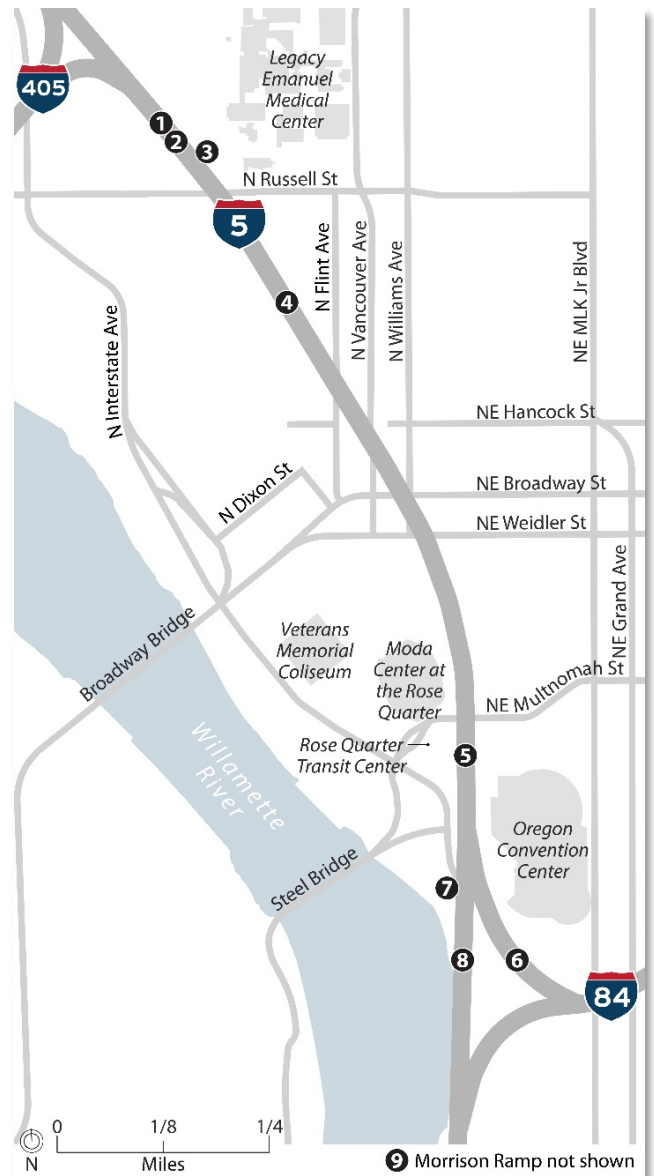 405
Legacy
Emanuel
Medical
Center
1
2
3
N Russell St
5
N Flint Ave
N Vancouver Ave
N Williams Ave
NE MLK Jr Blvd
4
N Interstate Ave
NE Hancock St
N Dixon St
NE Broadway St
NE Weidler St
NE Grand Ave
Broadway Bridge
Veterans
Memorial
Coliseum
Moda
Center at
the Rose
Quarter
NE Multnomah St
Rose Quarter
Transit Center
5
Willamette
River
Oregon
Convention
Center
Steel Bridge
7
8
6
84
0 1/8 1/4
N
Miles
9 Morrison Ramp not shown